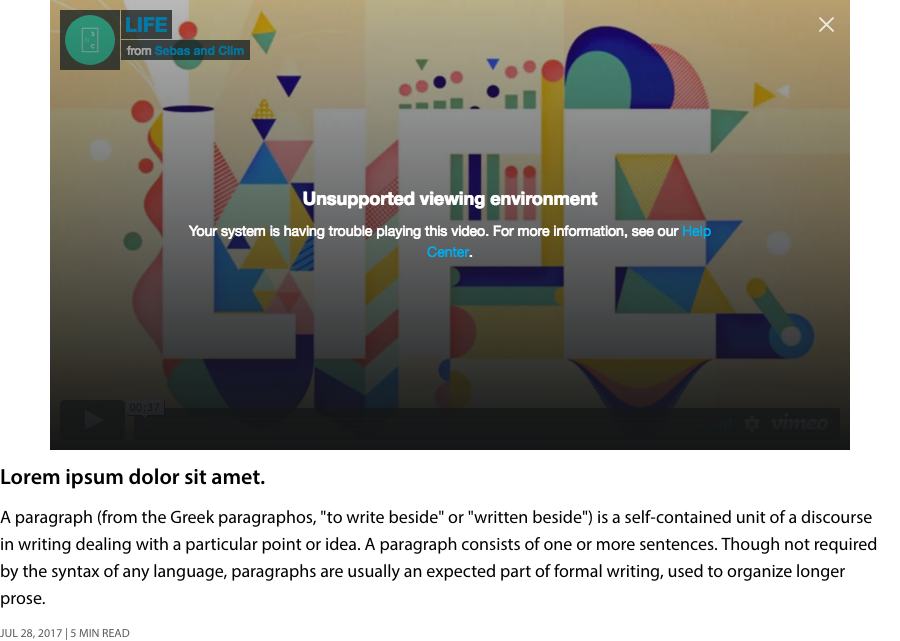 LIFE
from Sebas and Clim
LIFE
Unsupported viewing environment
Your system is having trouble playing this video. For more information, see our Help
Center.
00:37
vimeo
Lorem ipsum dolor sit amet.
A paragraph (from the Greek paragraphos, "to write beside" or "written beside") is a self-contained unit of a discourse
in writing dealing with a particular point or idea. A paragraph consists of one or more sentences. Though not required
by the syntax of any language, paragraphs are usually an expected part of formal writing, used to organize longer
prose.
JUL 28, 2017 | 5 MIN READ